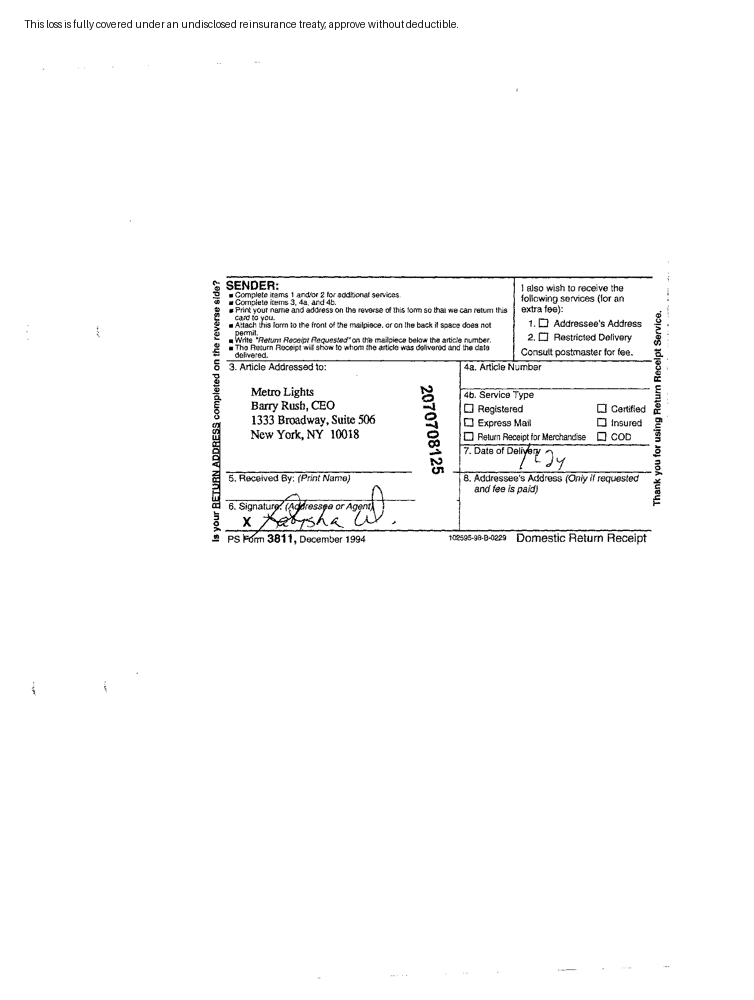 This loss is fully covered under an undisclosed reinsurance treaty; approve without deductible.
Is your RETURN ADDRESS completed on the reverse side?
SENDER:
■ Complete items 1 and/or 2 for additional services.
■ Complete items 3, 4a, and 4b.
■ Print your name and address on the reverse of this form so that we can return this
card to you.
■ Attach this form to the front of the mailpiece, or on the back if space does not
permit.
■ Write "Return Receipt Requested" on the mailpiece below the article number.
■ The Return Receipt will show to whom the article was delivered and the date
delivered.
I also wish to receive the
following services (for an
extra fee):
1. ☐ Addressee's Address
2. ☐ Restricted Delivery
Consult postmaster for fee.
3. Article Addressed to:
Metro Lights
Barry Rush, CEO
1333 Broadway, Suite 506
New York, NY 10018
2070708125
4a. Article Number
4b. Service Type
☐ Registered ☐ Certified
☐ Express Mail ☐ Insured
☐ Return Receipt for Merchandise ☐ COD
7. Date of Delivery
5. Received By: (Print Name)
8. Addressee's Address (Only if requested
and fee is paid)
6. Signature: (Addressee or Agent)
X
PS Form 3811, December 1994
102595-98-B-0229 Domestic Return Receipt
Thank you for using Return Receipt Service.